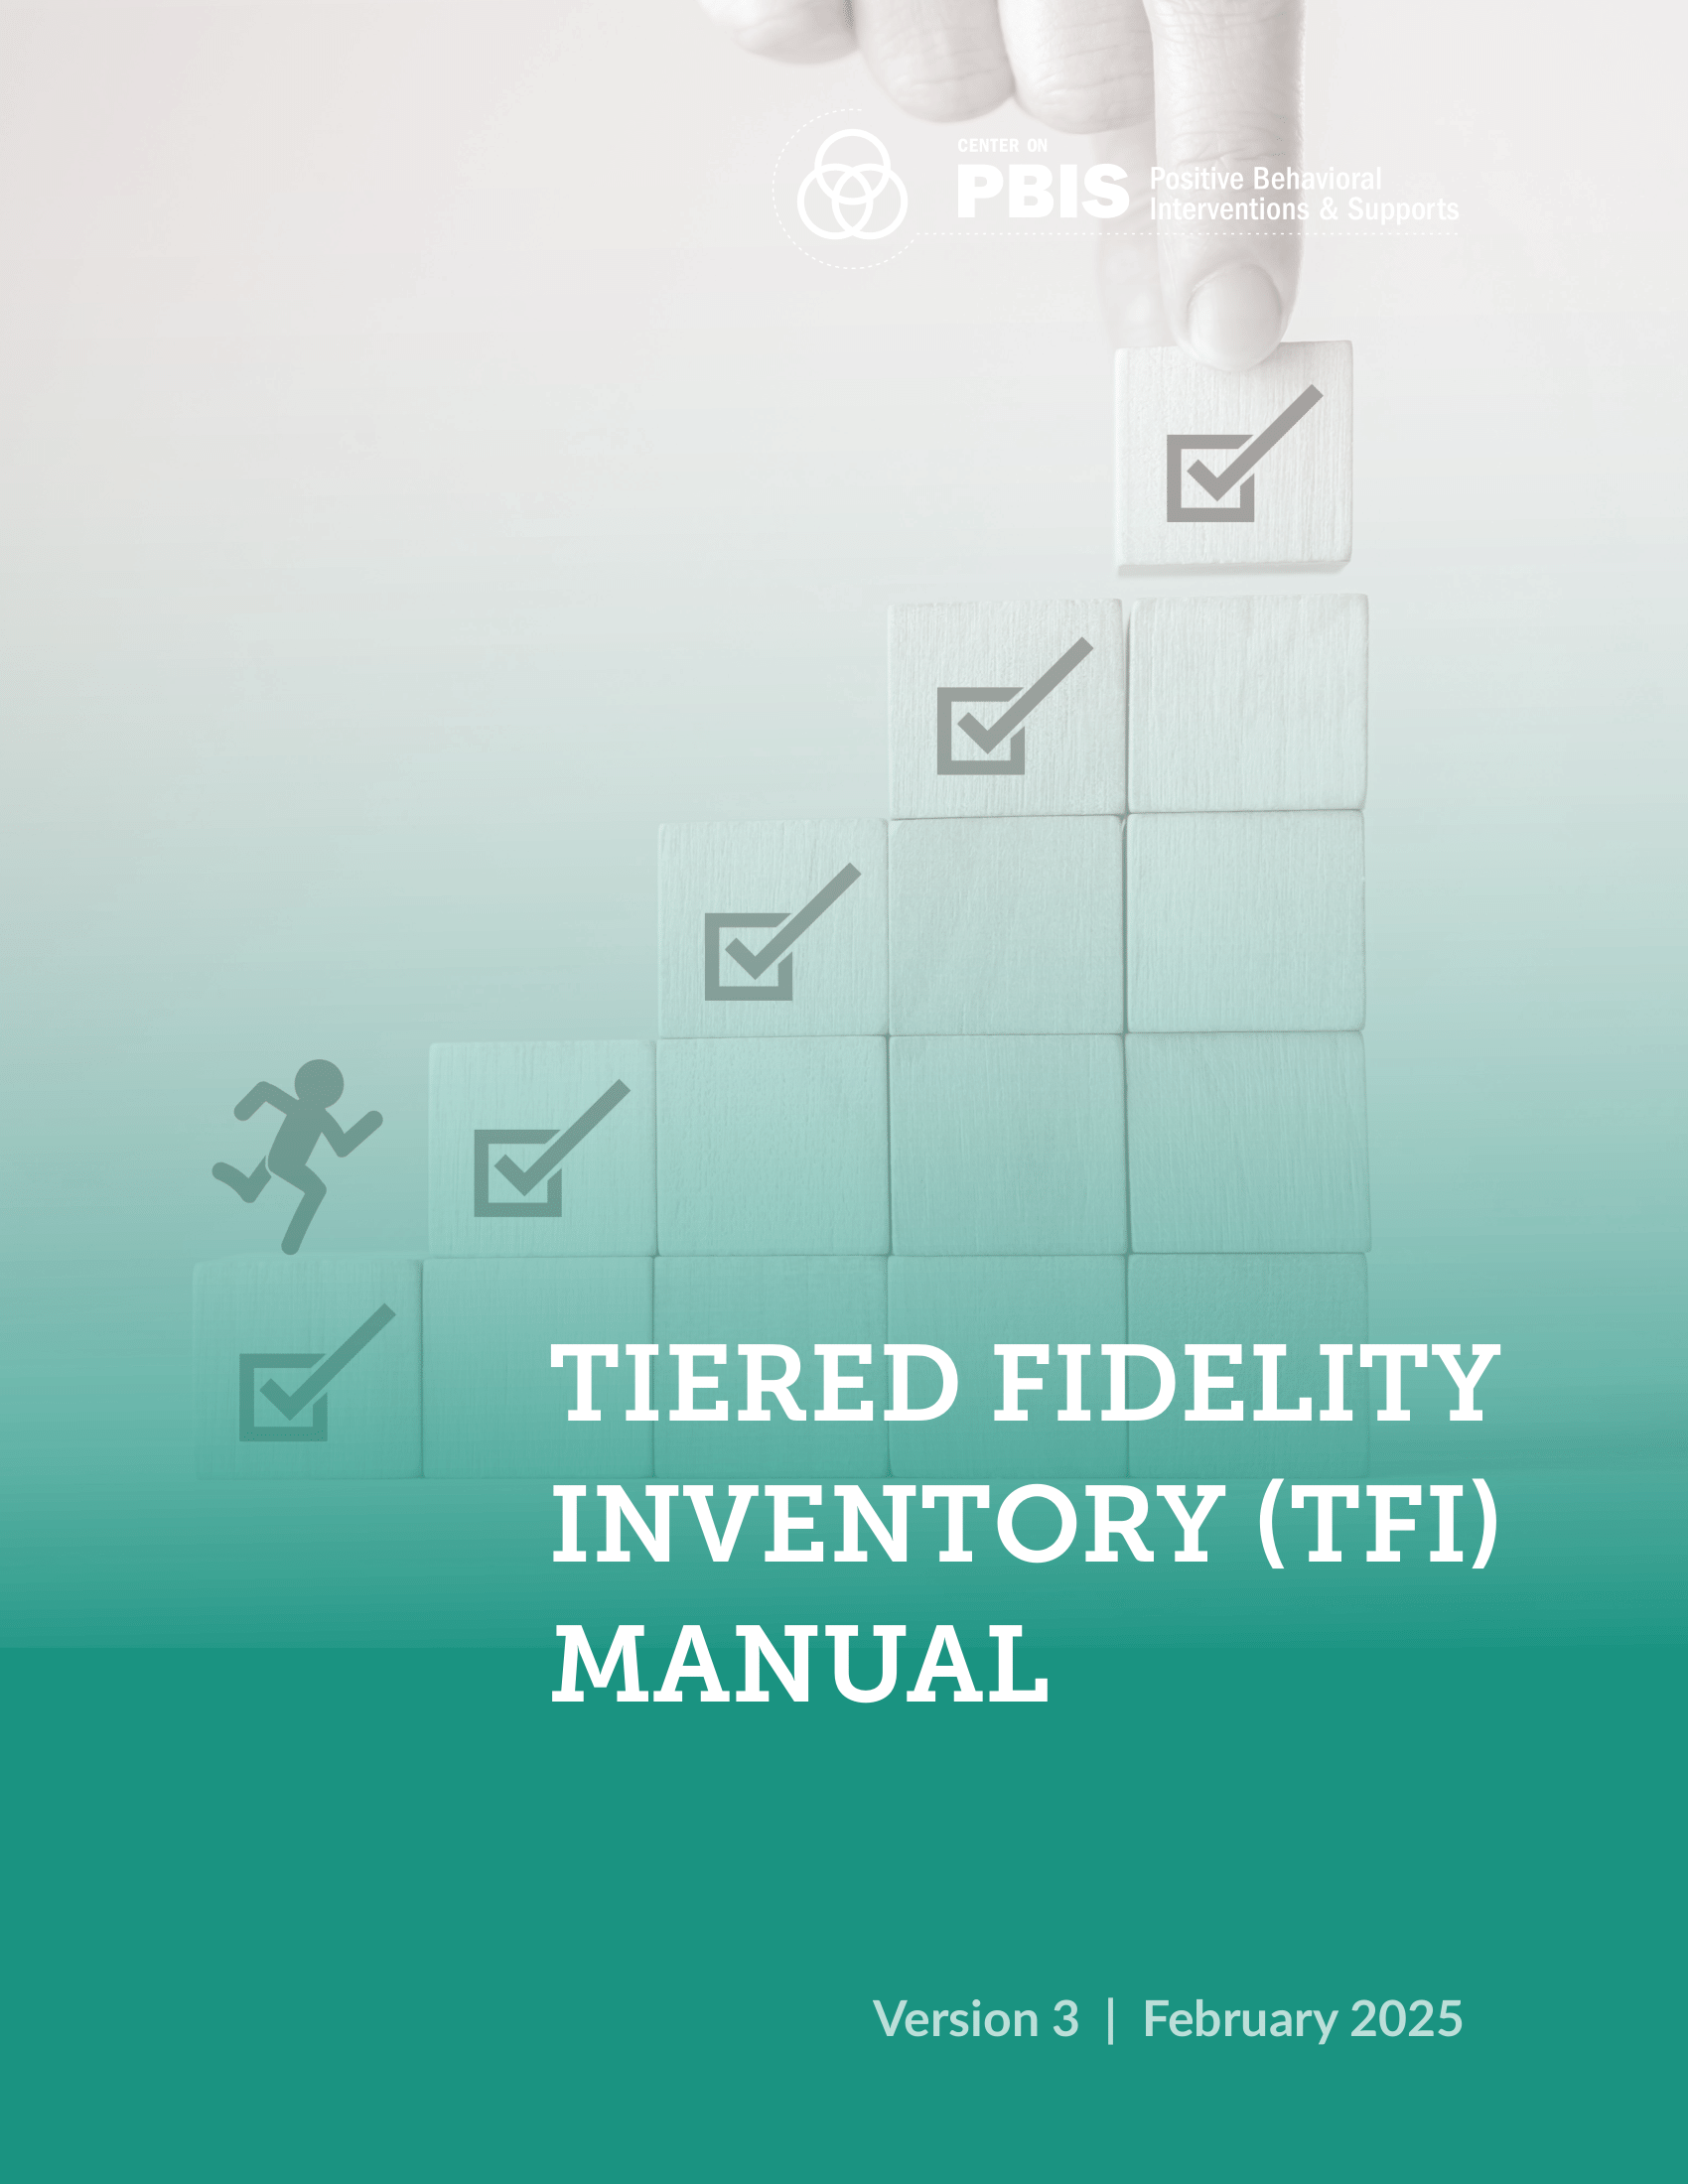 CENTER ON
PBIS Positive Behavioral
Interventions & Supports
TIERED FIDELITY
INVENTORY (TFI)
MANUAL
Version 3 | February 2025